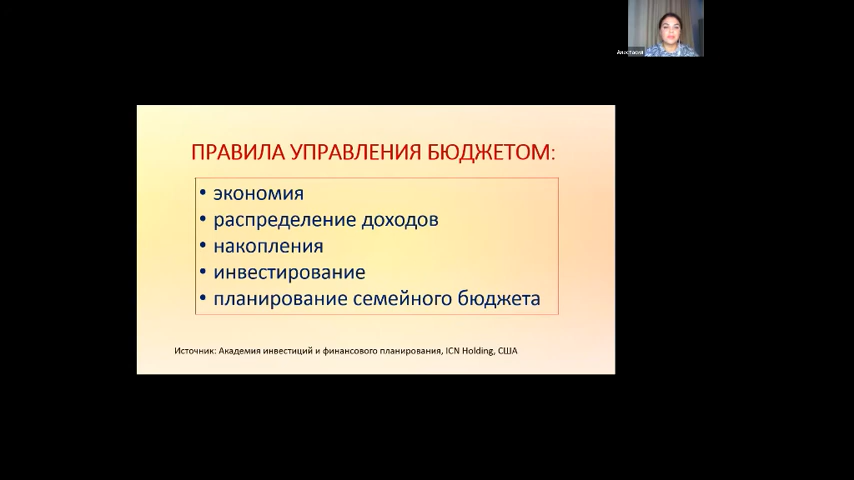 Анастасия
ПРАВИЛА УПРАВЛЕНИЯ БЮДЖЕТОМ:
• экономия
• распределение доходов
• накопления
• инвестирование
• планирование семейного бюджета
Источник: Академия инвестиций и финансового планирования, ICN Holding, США